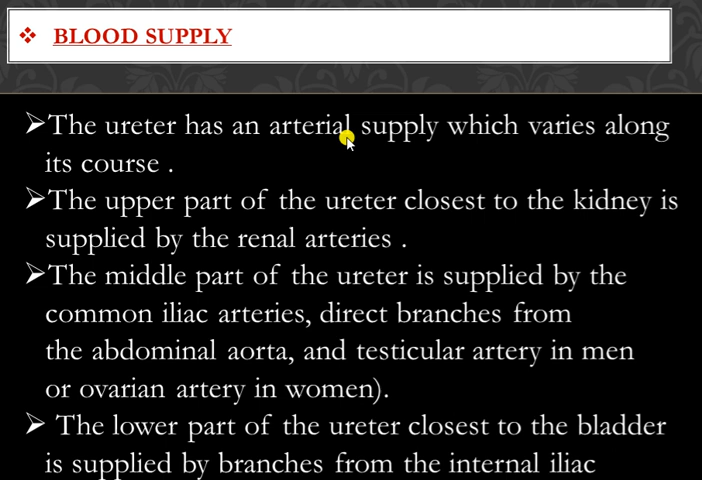 BLOOD SUPPLY
The ureter has an arterial supply which varies along
its course .
The upper part of the ureter closest to the kidney is
supplied by the renal arteries .
The middle part of the ureter is supplied by the
common iliac arteries, direct branches from
the abdominal aorta, and testicular artery in men
or ovarian artery in women).
The lower part of the ureter closest to the bladder
is supplied by branches from the internal iliac